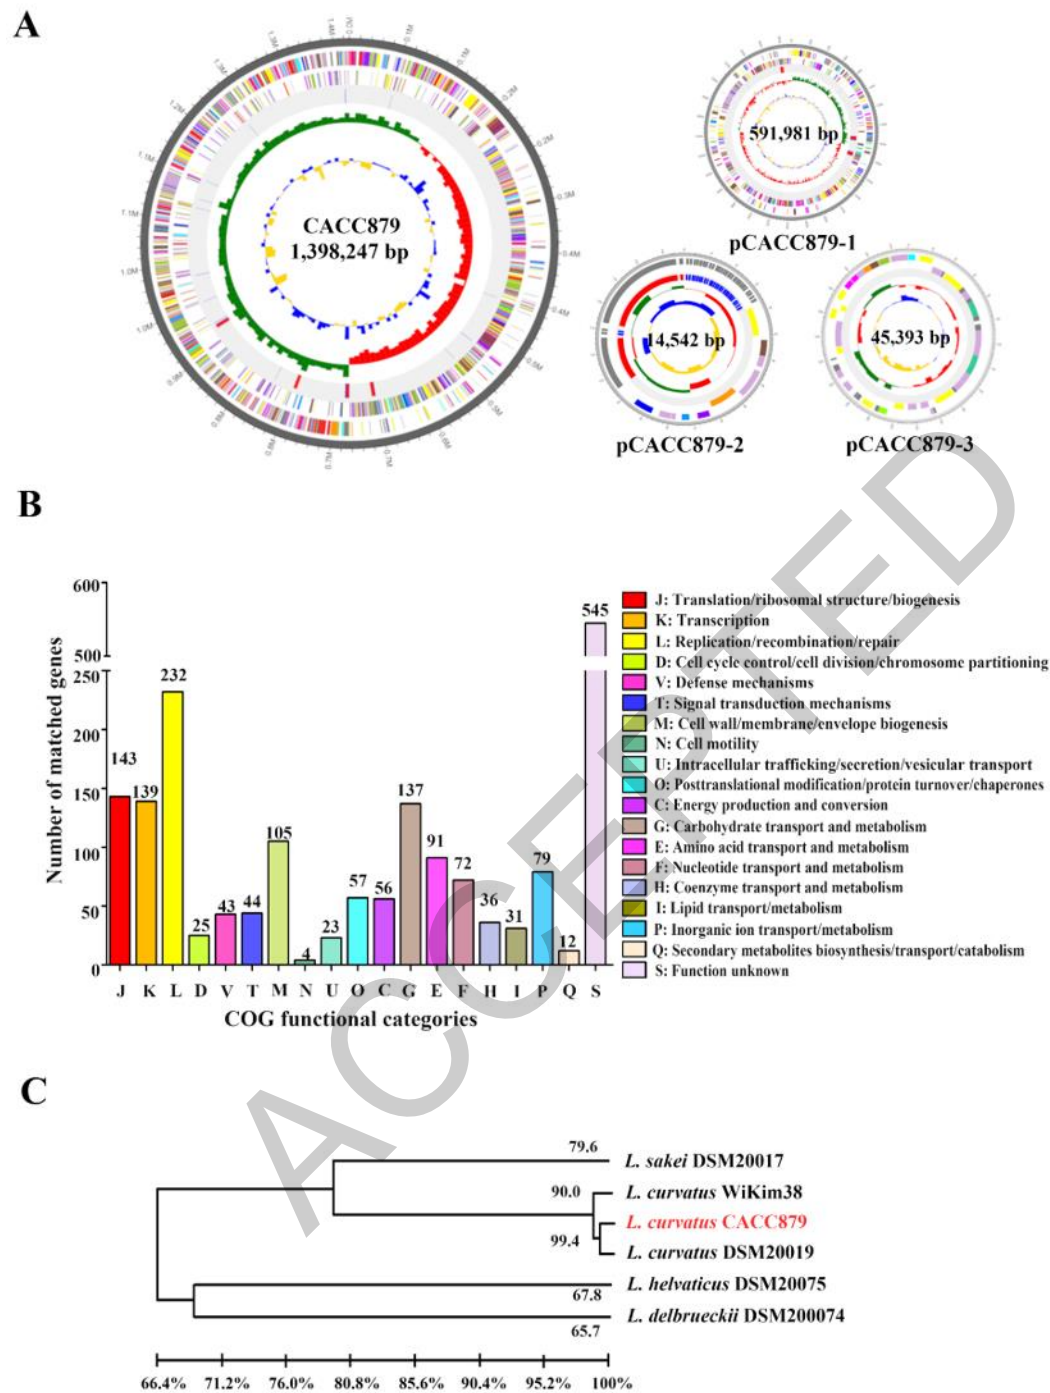 A
CACC879
1,398,247 bp
591,981 bp
pCACC879-1
14,542 bp
pCACC879-2
45,393 bp
pCACC879-3
B
Number of matched genes
600
500
250
200
150
100
50
0
143
139
232
25
43
44
105
4
23
57
56
137
91
72
36
31
79
12
545
J K L D V T M N U O C G E F H I P Q S
COG functional categories
J: Translation/ribosomal structure/biogenesis
K: Transcription
L: Replication/recombination/repair
D: Cell cycle control/cell division/chromosome partitioning
V: Defense mechanisms
T: Signal transduction mechanisms
M: Cell wall/membrane/envelope biogenesis
N: Cell motility
U: Intracellular trafficking/secretion/vesicular transport
O: Posttranslational modification/protein turnover/chaperones
C: Energy production and conversion
G: Carbohydrate transport and metabolism
E: Amino acid transport and metabolism
F: Nucleotide transport and metabolism
H: Coenzyme transport and metabolism
I: Lipid transport/metabolism
P: Inorganic ion transport/metabolism
Q: Secondary metabolites biosynthesis/transport/catabolism
S: Function unknown
ACCEPTED
C
79.6
L. sakei DSM20017
90.0
L. curvatus WiKim38
L. curvatus CACC879
99.4
L. curvatus DSM20019
L. helvaticus DSM20075
67.8
L. delbrueckii DSM200074
65.7
66.4% 71.2% 76.0% 80.8% 85.6% 90.4% 95.2% 100%